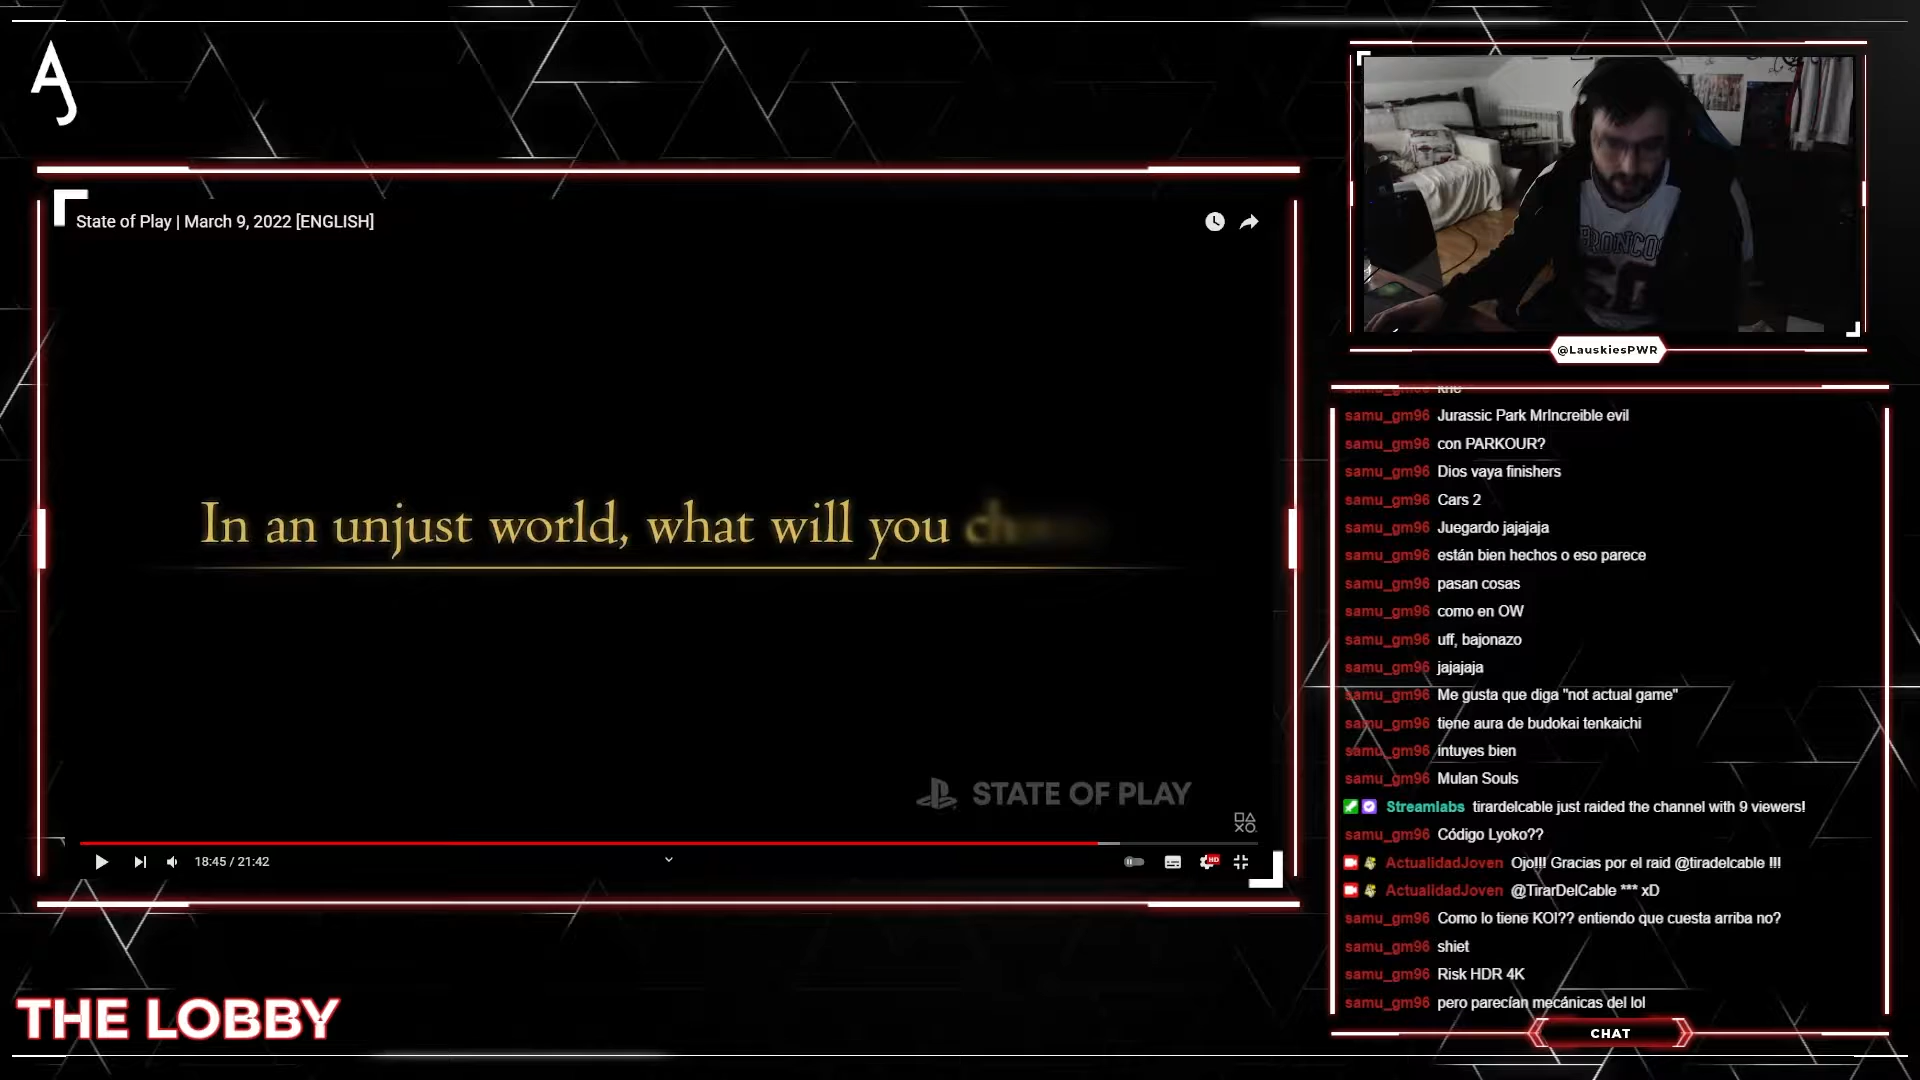 AJ
State of Play | March 9, 2022 [ENGLISH]
In an unjust world, what will you
STATE OF PLAY
18:45 / 21:42
HD
THE LOBBY
BRONCOS
@LauskiesPWR
samu_gm96 Jurassic Park MrIncreible evil
samu_gm96 con PARKOUR?
samu_gm96 Dios vaya finishers
samu_gm96 Cars 2
samu_gm96 Juegardo jajajaja
samu_gm96 están bien hechos o eso parece
samu_gm96 pasan cosas
samu_gm96 como en OW
samu_gm96 uff, bajonazo
samu_gm96 jajajaja
samu_gm96 Me gusta que diga "not actual game"
samu_gm96 tiene aura de budokai tenkaichi
samu_gm96 intuyes bien
samu_gm96 Mulan Souls
Streamlabs tirardelcable just raided the channel with 9 viewers!
samu_gm96 Código Lyoko??
ActualidadJoven Ojo!!! Gracias por el raid @tiradelcable !!!
ActualidadJoven @TirarDelCable *** xD
samu_gm96 Como lo tiene KOI?? entiendo que cuesta arriba no?
samu_gm96 shiet
samu_gm96 Risk HDR 4K
samu_gm96 pero parecían mecánicas del lol
CHAT